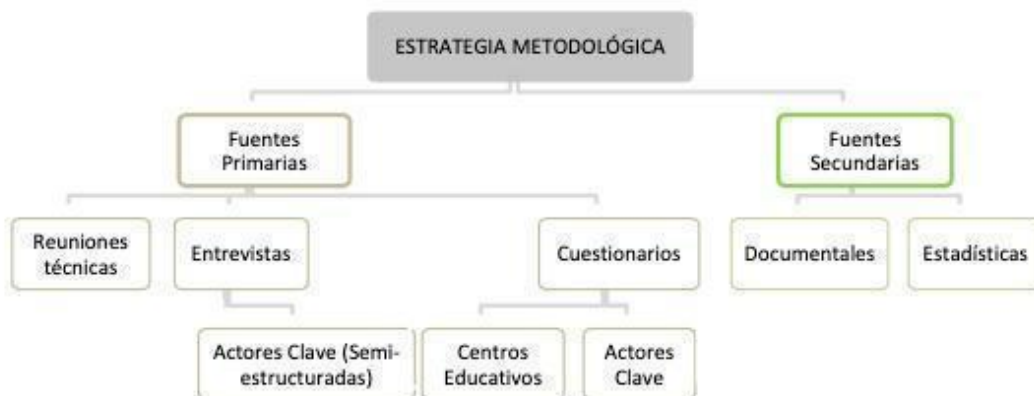 ESTRATEGIA METODOLÓGICA
Fuentes
Primarias
Fuentes
Secundarias
Reuniones
técnicas
Entrevistas
Cuestionarios
Documentales
Estadísticas
Actores Clave (Semi-
estructuradas)
Centros
Educativos
Actores
Clave